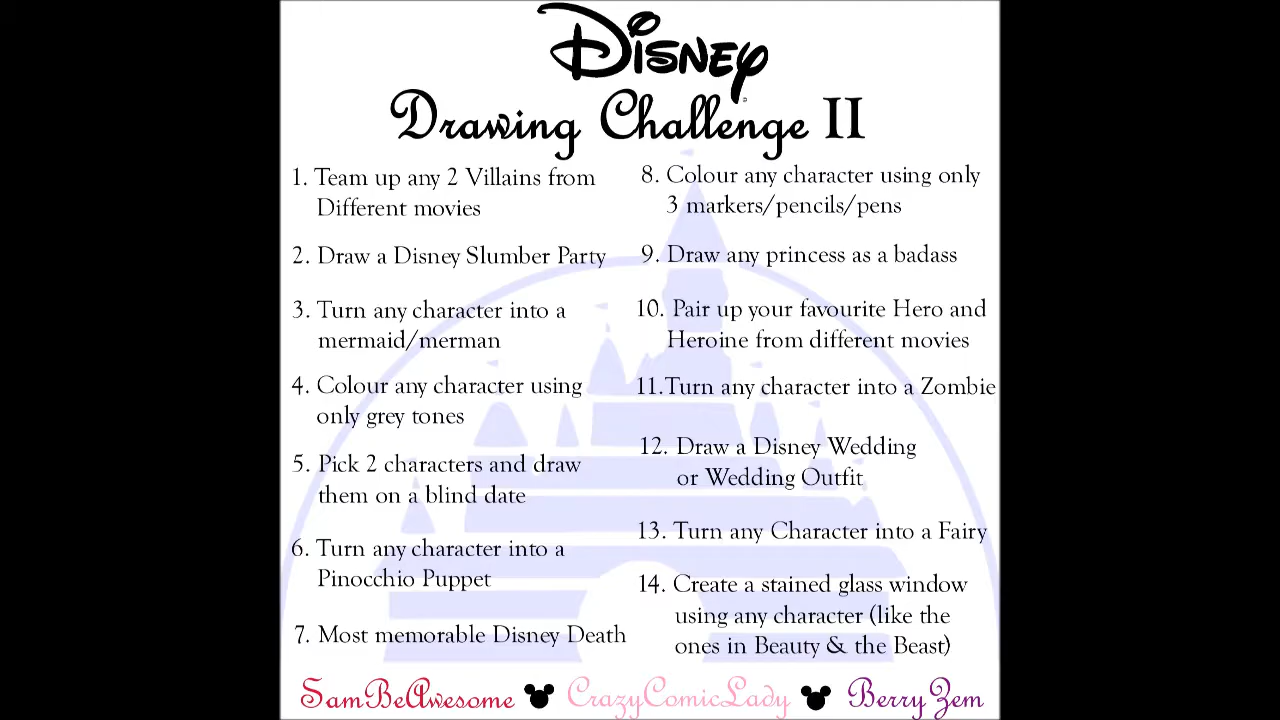 Disney
Drawing Challenge II
1. Team up any 2 Villains from
Different movies
2. Draw a Disney Slumber Party
3. Turn any character into a
mermaid/merman
4. Colour any character using
only grey tones
5. Pick 2 characters and draw
them on a blind date
6. Turn any character into a
Pinocchio Puppet
7. Most memorable Disney Death
8. Colour any character using only
3 markers/pencils/pens
9. Draw any princess as a badass
10. Pair up your favourite Hero and
Heroine from different movies
11.Turn any character into a Zombie
12. Draw a Disney Wedding
or Wedding Outfit
13. Turn any Character into a Fairy
14. Create a stained glass window
using any character (like the
ones in Beauty & the Beast)
SamBeAwesome CrazyComicLady BerryZem